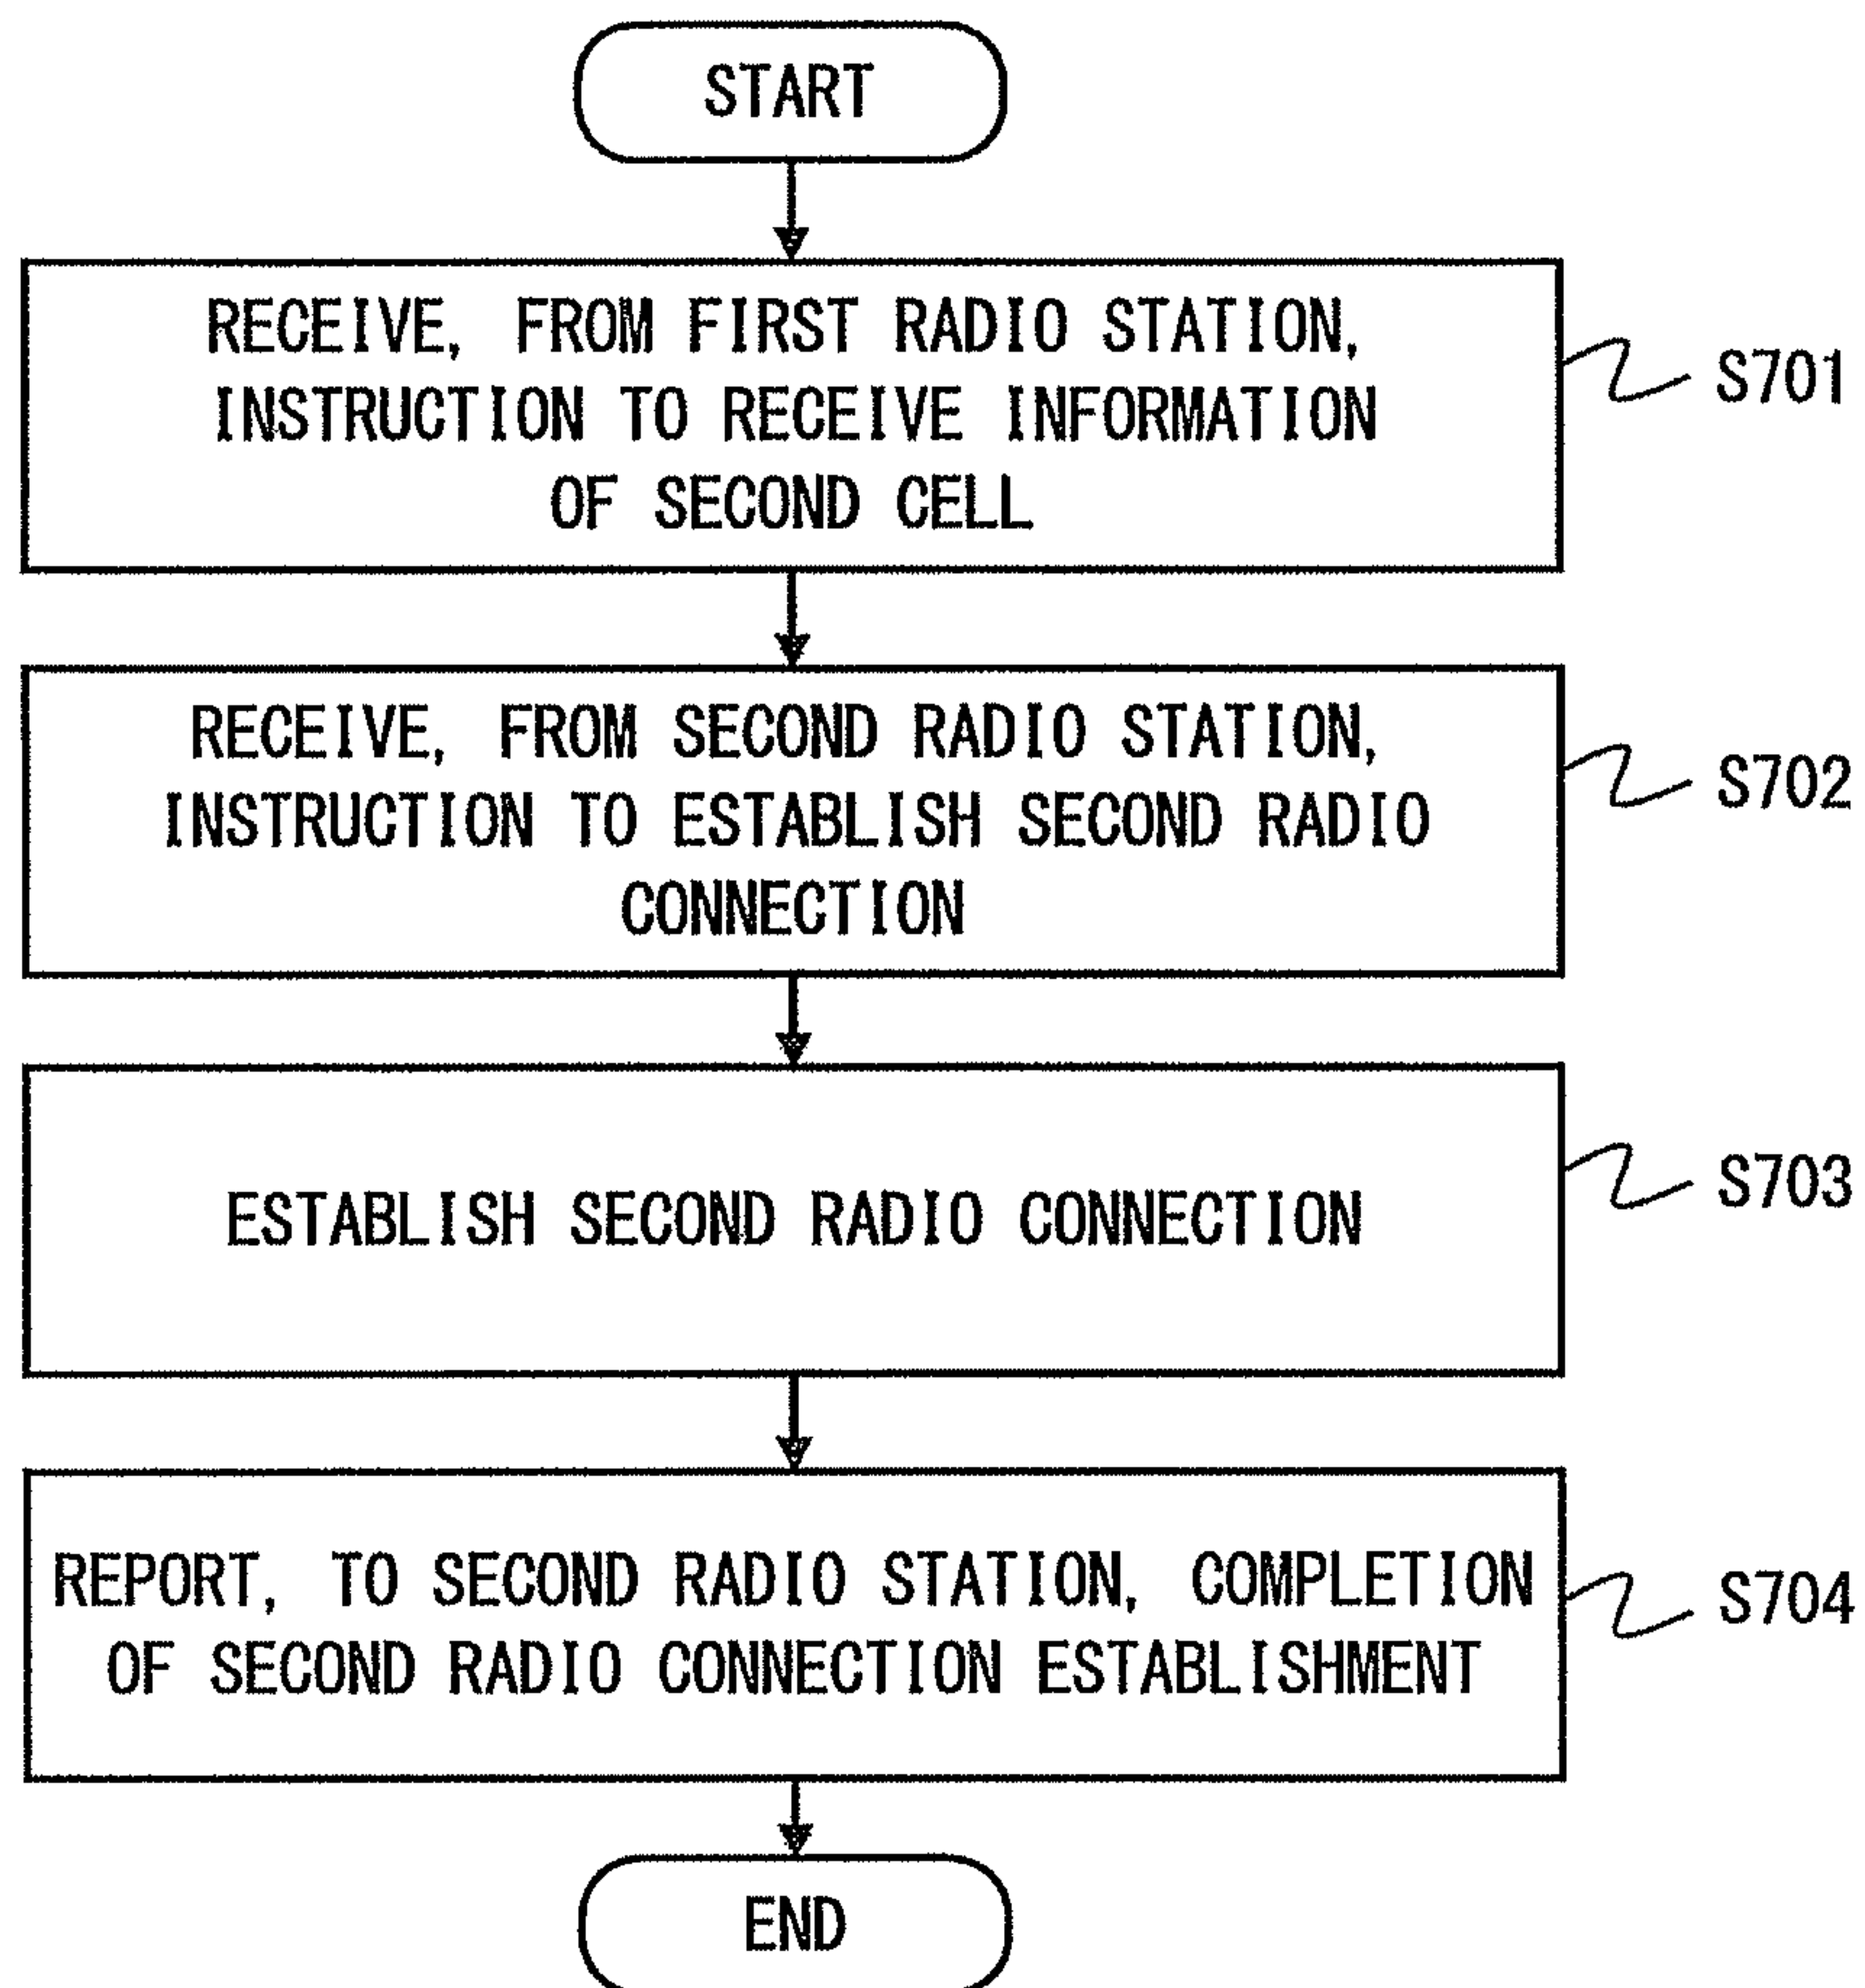 START
RECEIVE, FROM FIRST RADIO STATION,
INSTRUCTION TO RECEIVE INFORMATION
OF SECOND CELL
S701
RECEIVE, FROM SECOND RADIO STATION,
INSTRUCTION TO ESTABLISH SECOND RADIO
CONNECTION
S702
ESTABLISH SECOND RADIO CONNECTION
S703
REPORT, TO SECOND RADIO STATION, COMPLETION
OF SECOND RADIO CONNECTION ESTABLISHMENT
S704
END